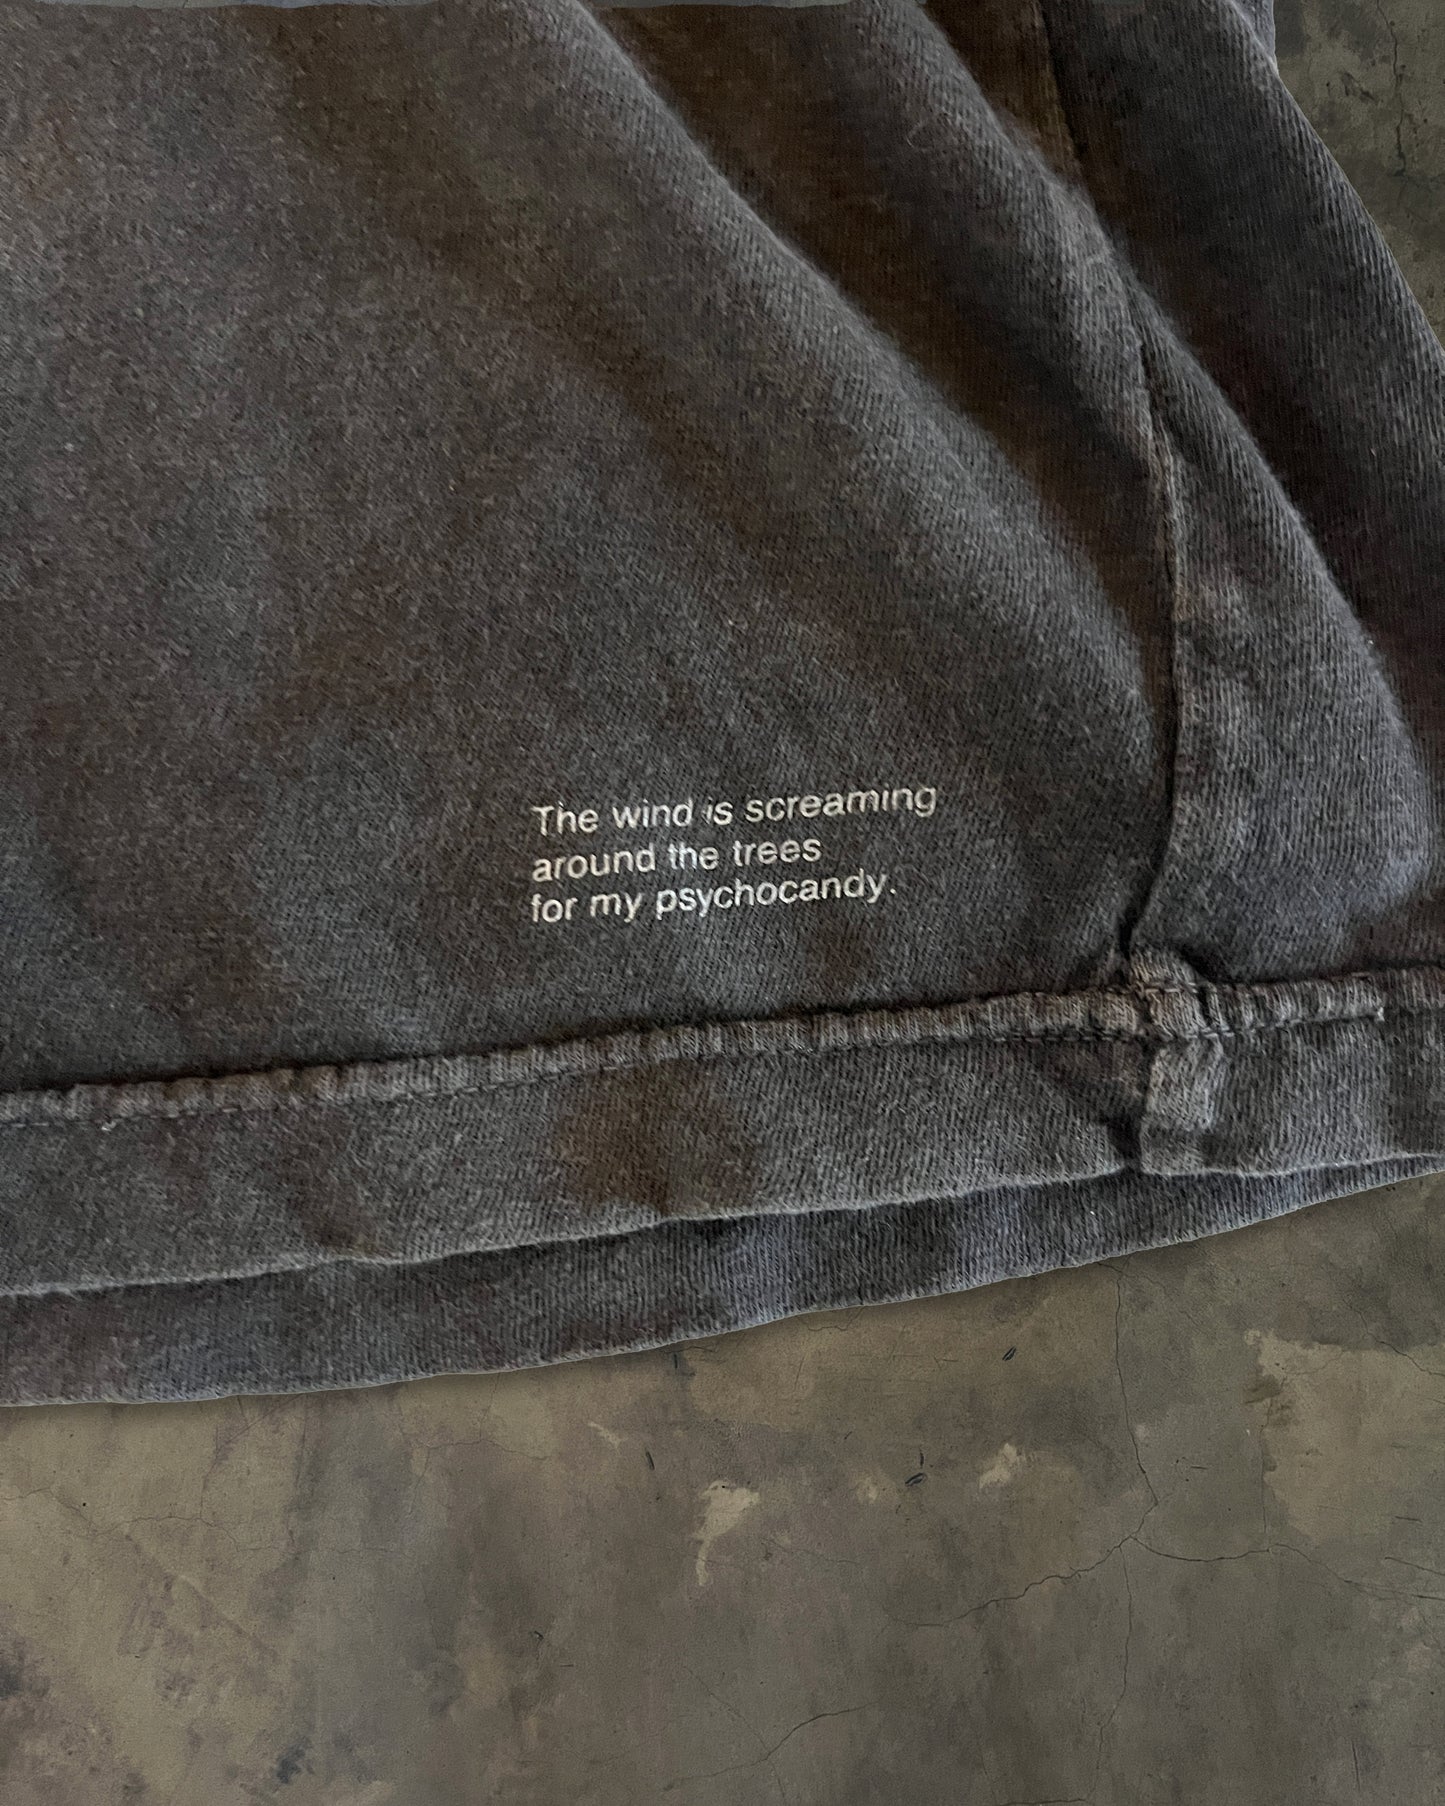 The wind is screaming
around the trees
for my psychocandy.